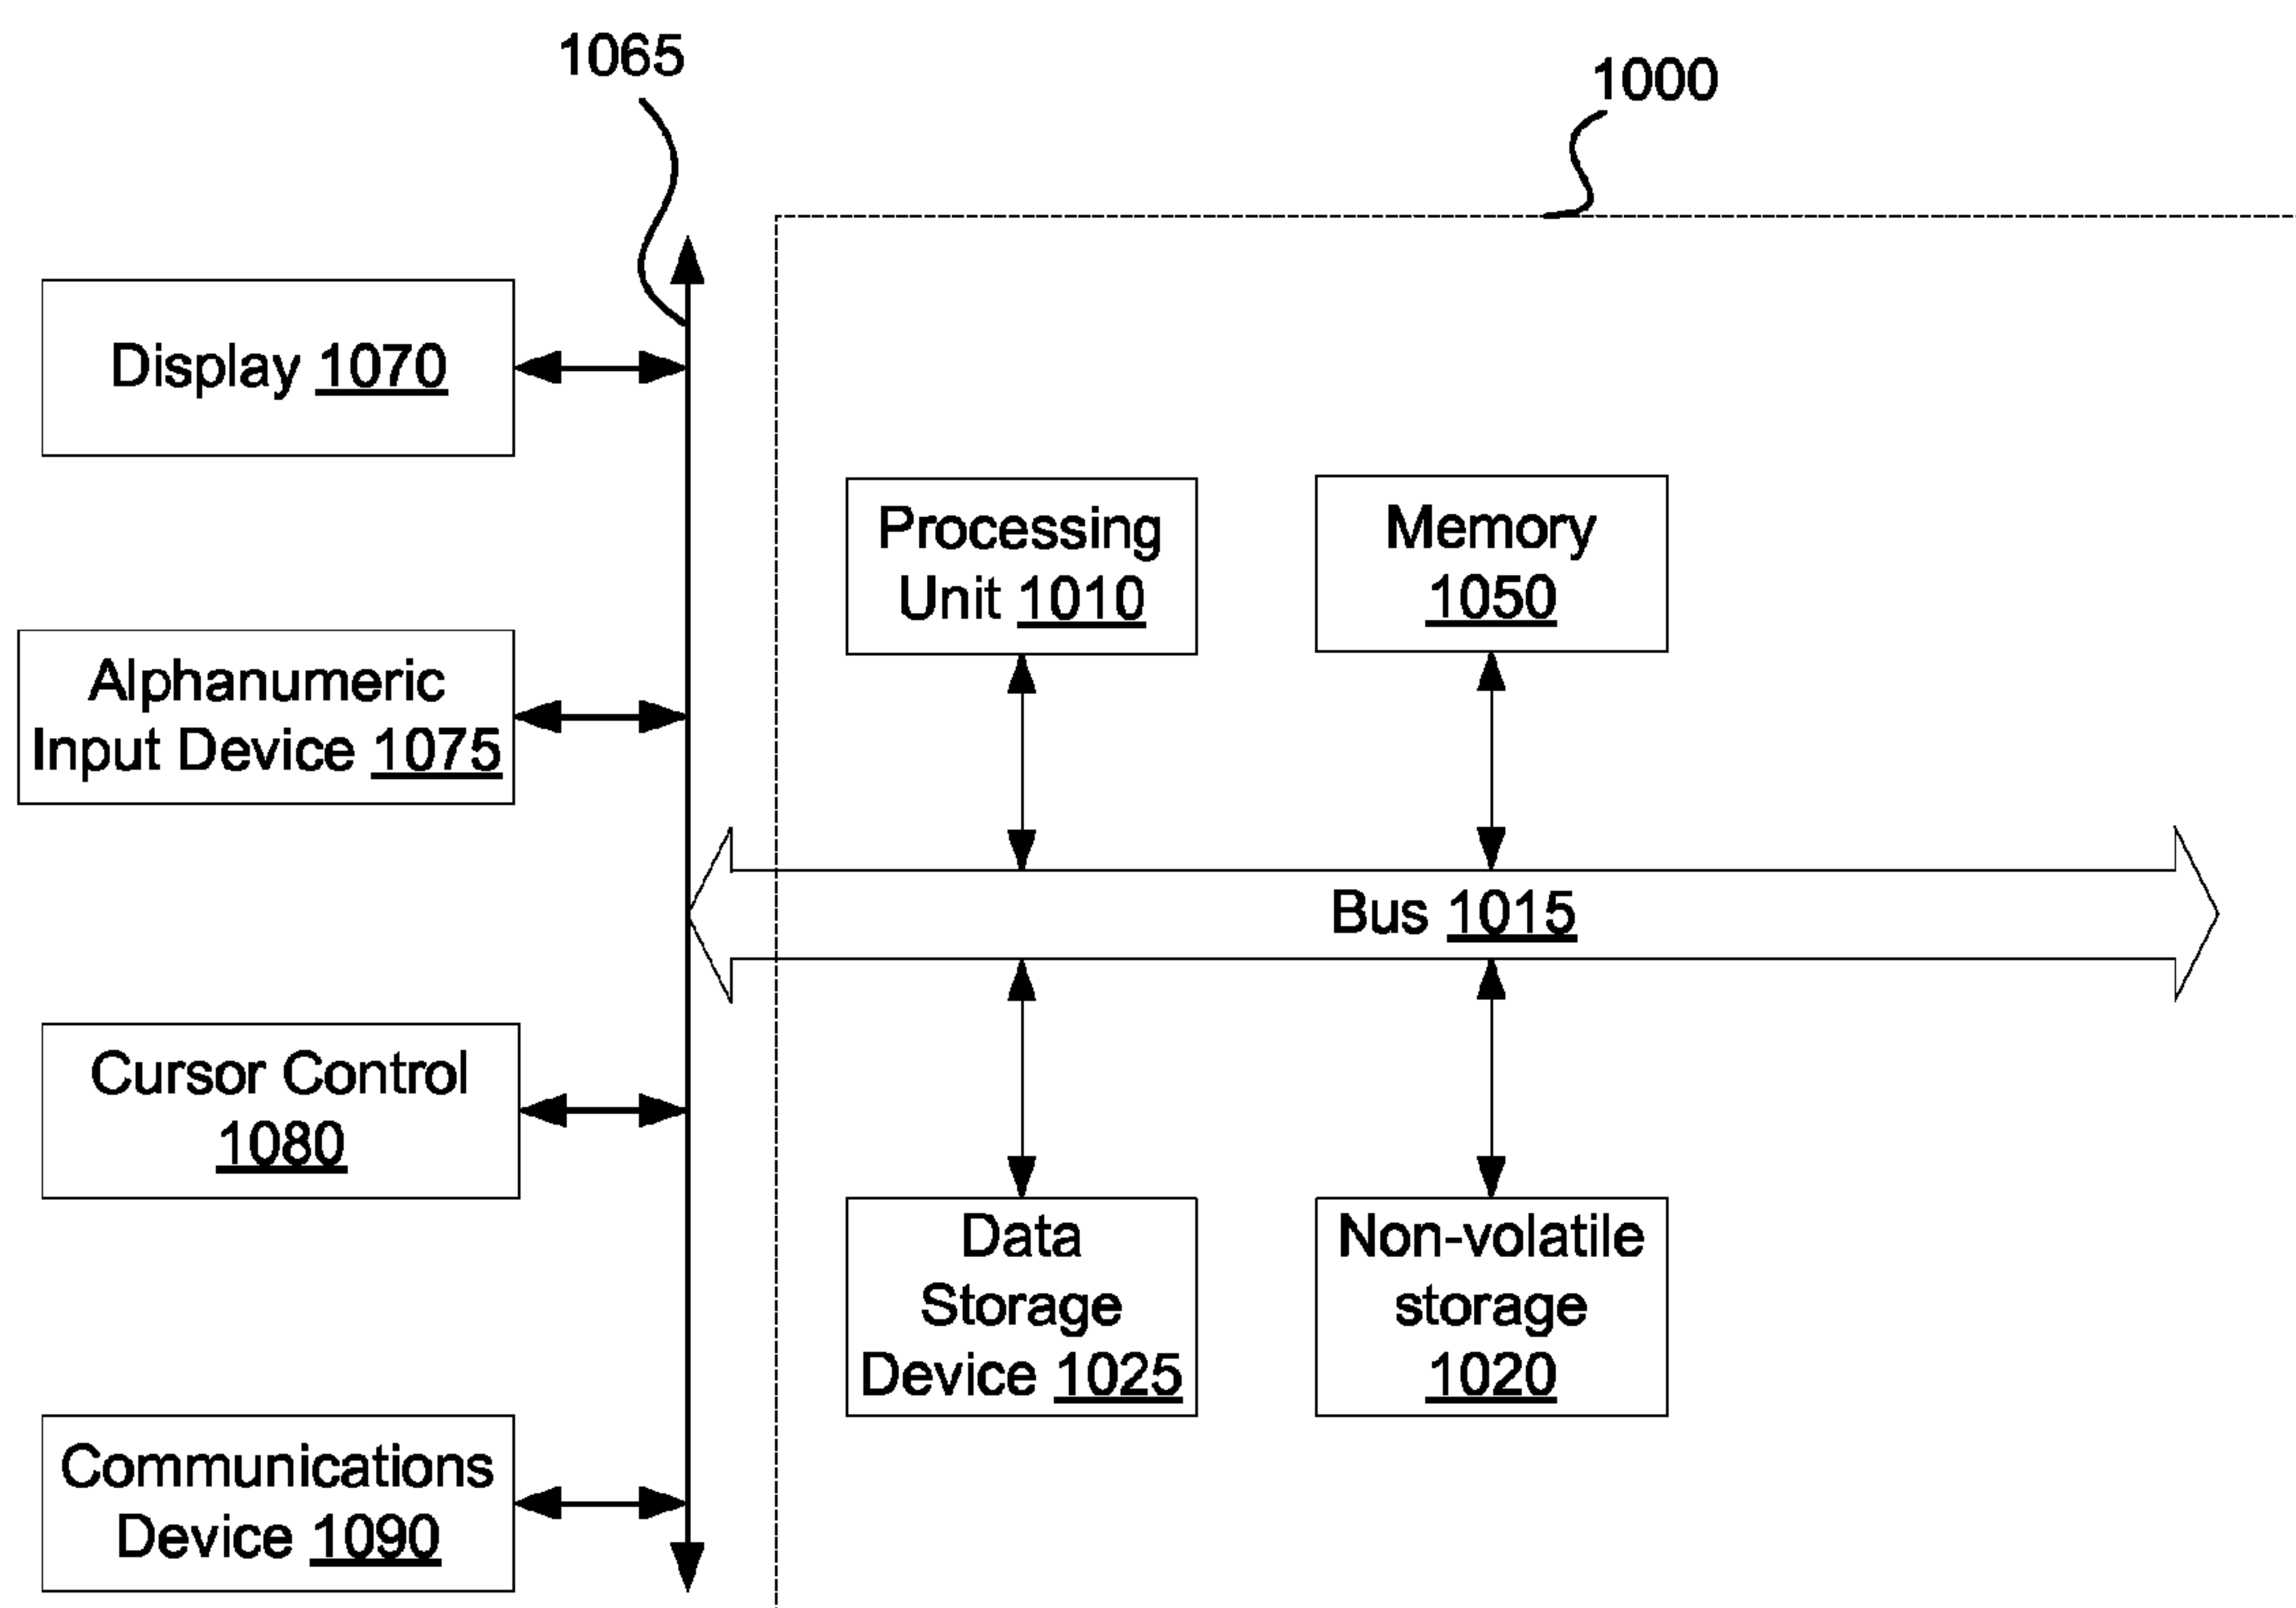 1065
1000
Display 1070
Processing
Unit 1010
Memory
1050
Alphanumeric
Input Device 1075
Bus 1015
Cursor Control
1080
Data
Storage
Device 1025
Non-volatile
storage
1020
Communications
Device 1090